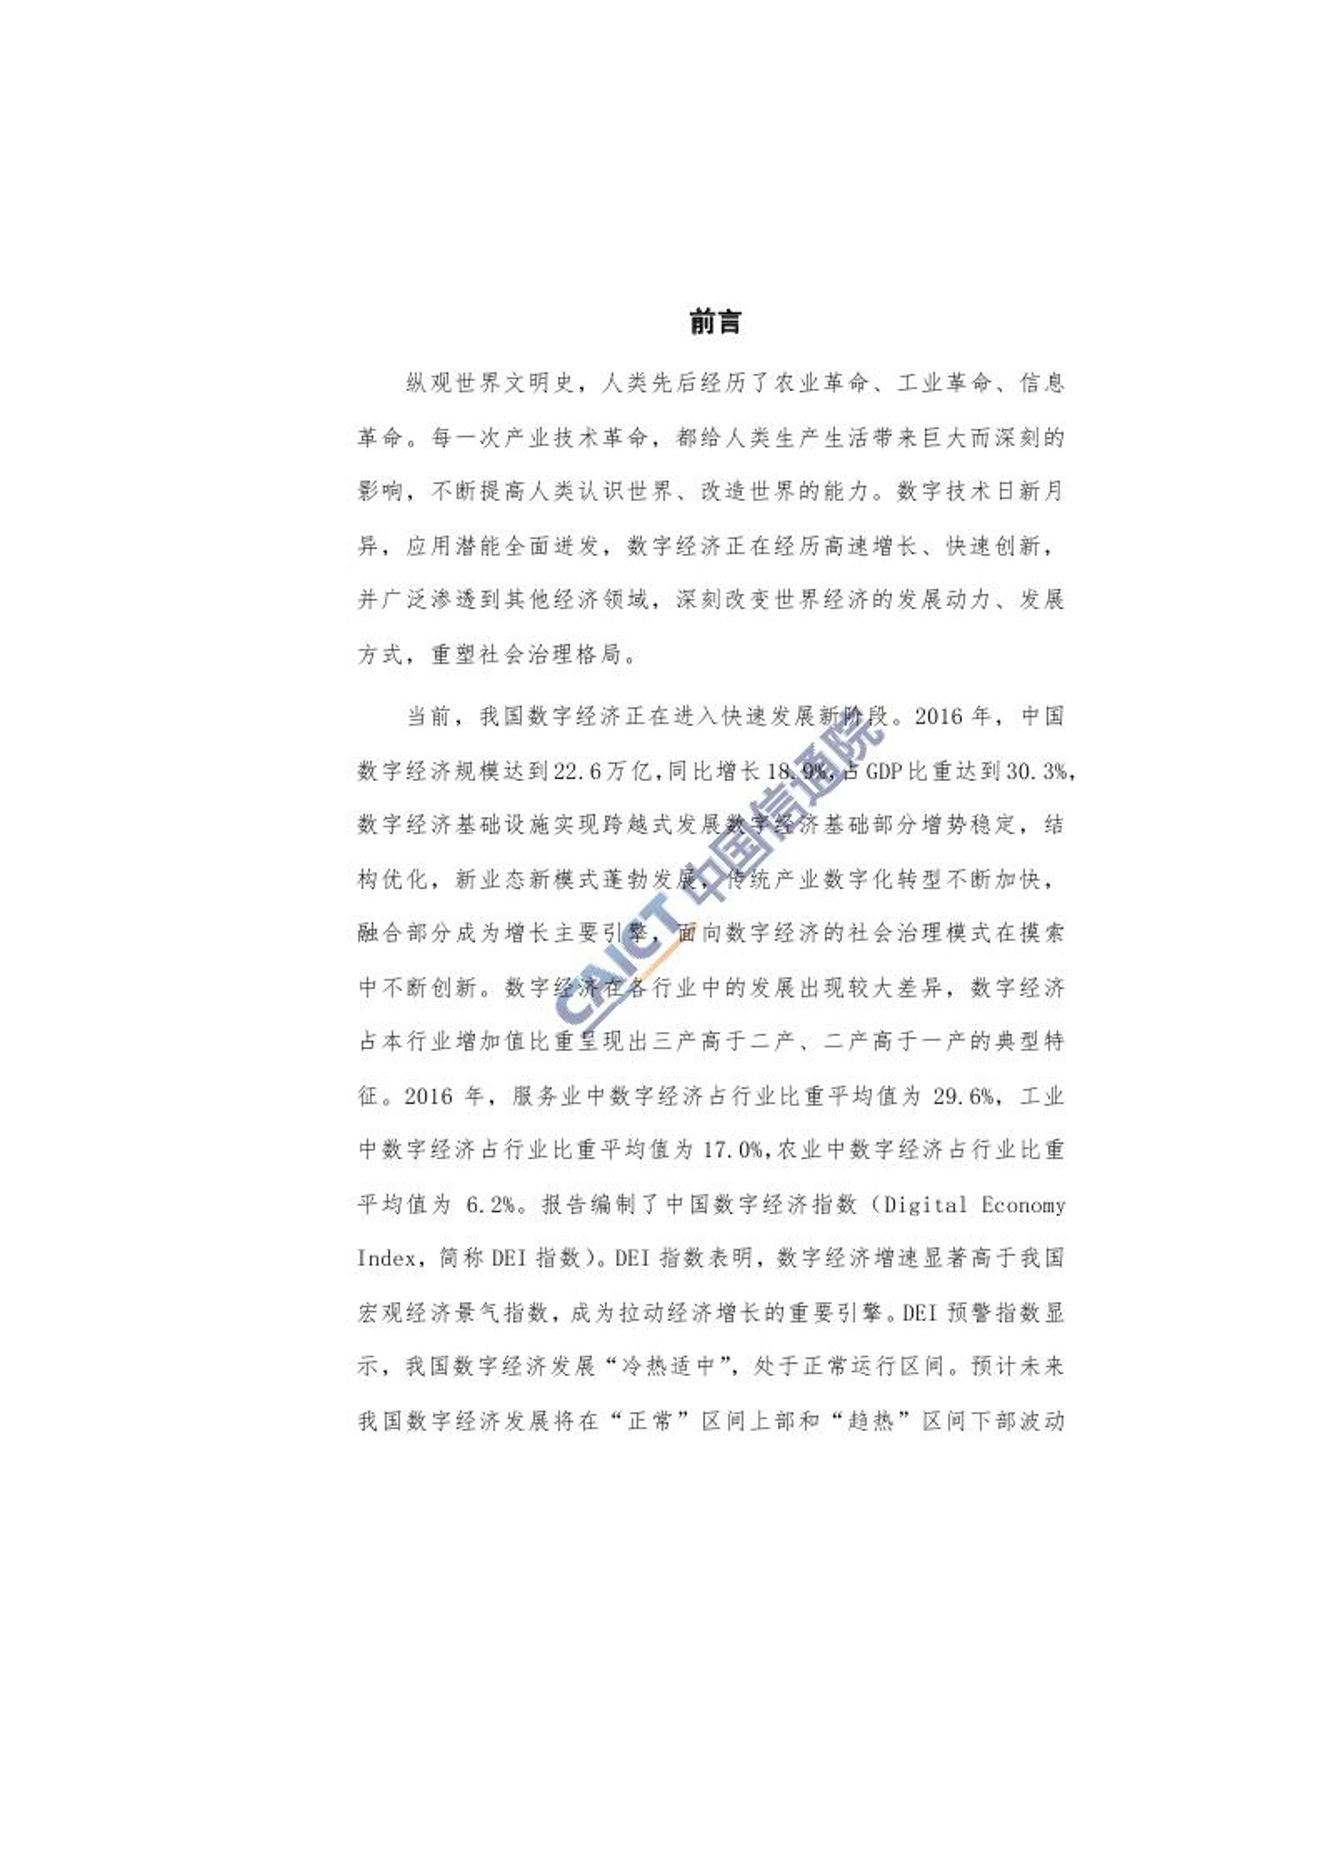 前言
纵观世界文明史，人类先后经历了农业革命、工业革命、信息
革命。每一次产业技术革命，都给人类生产生活带来巨大而深刻的
影响，不断提高人类认识世界、改造世界的能力。数字技术日新月
异，应用潜能全面迸发，数字经济正在经历高速增长、快速创新，
并广泛渗透到其他经济领域，深刻改变世界经济的发展动力、发展
方式，重塑社会治理格局。
当前，我国数字经济正在进入快速发展新阶段。2016 年，中国
数字经济规模达到22.6万亿,同比增长18.9%,占GDP比重达到30.3%,
数字经济基础设施实现跨越式发展数字经济基础部分增势稳定，结
构优化，新业态新模式蓬勃发展，传统产业数字化转型不断加快，
融合部分成为增长主要引擎，面向数字经济的社会治理模式在摸索
中不断创新。数字经济在各行业中的发展出现较大差异，数字经济
占本行业增加值比重呈现出三产高于二产、二产高于一产的典型特
征。2016 年，服务业中数字经济占行业比重平均值为 29.6%，工业
中数字经济占行业比重平均值为 17.0%,农业中数字经济占行业比重
平均值为 6.2%。报告编制了中国数字经济指数（Digital Economy
Index，简称 DEI 指数）。DEI 指数表明，数字经济增速显著高于我国
宏观经济景气指数，成为拉动经济增长的重要引擎。DEI 预警指数显
示，我国数字经济发展“冷热适中”，处于正常运行区间。预计未来
我国数字经济发展将在“正常”区间上部和“趋热”区间下部波动
CAICT 中国信通院